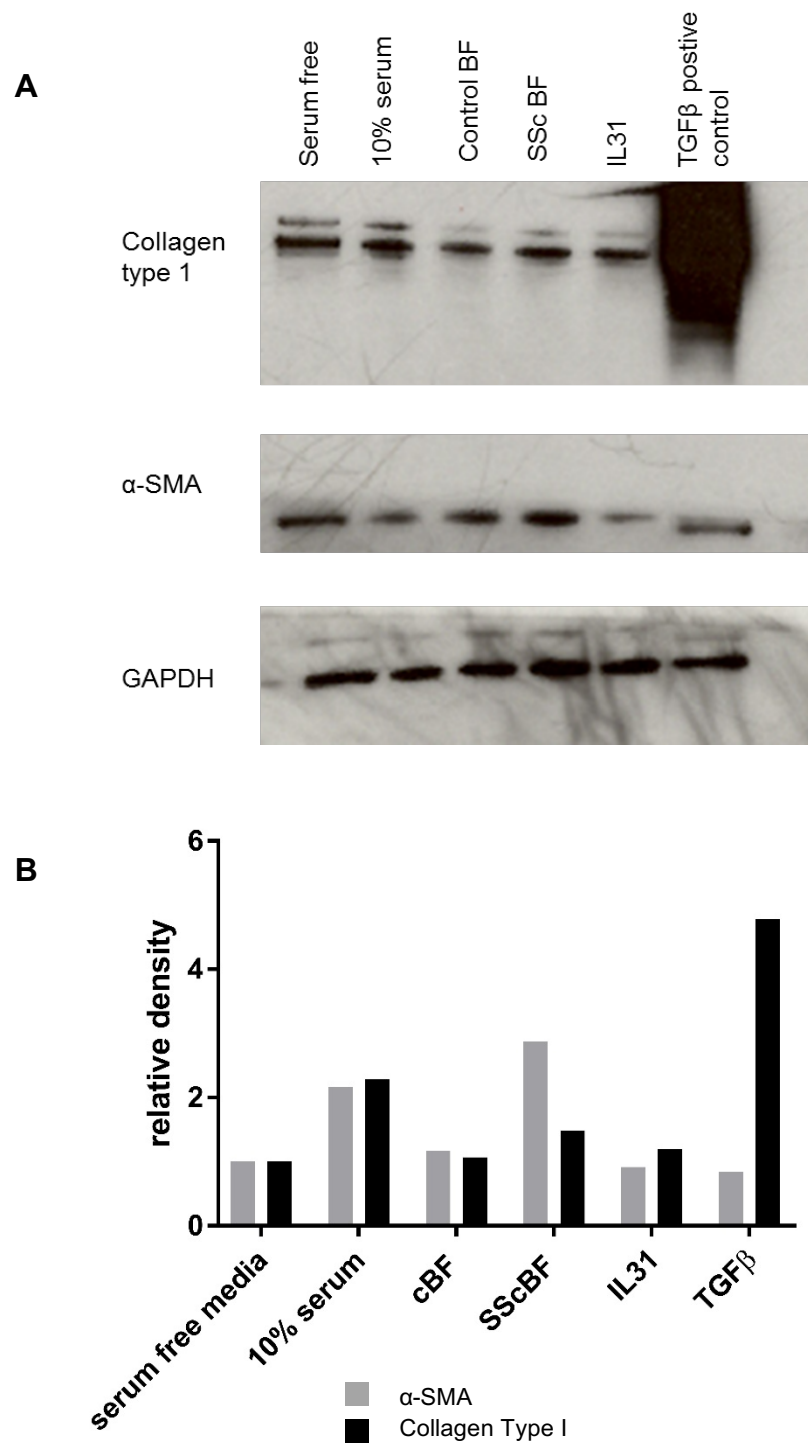 A
Serum free
10% serum
Control BF
SSc BF
IL31
TGFβ postive
control
Collagen
type 1
α-SMA
GAPDH
B
6
4
2
0
relative density
serum free media
10% serum
cBF
SScBF
IL31
TGFβ
α-SMA
Collagen Type I